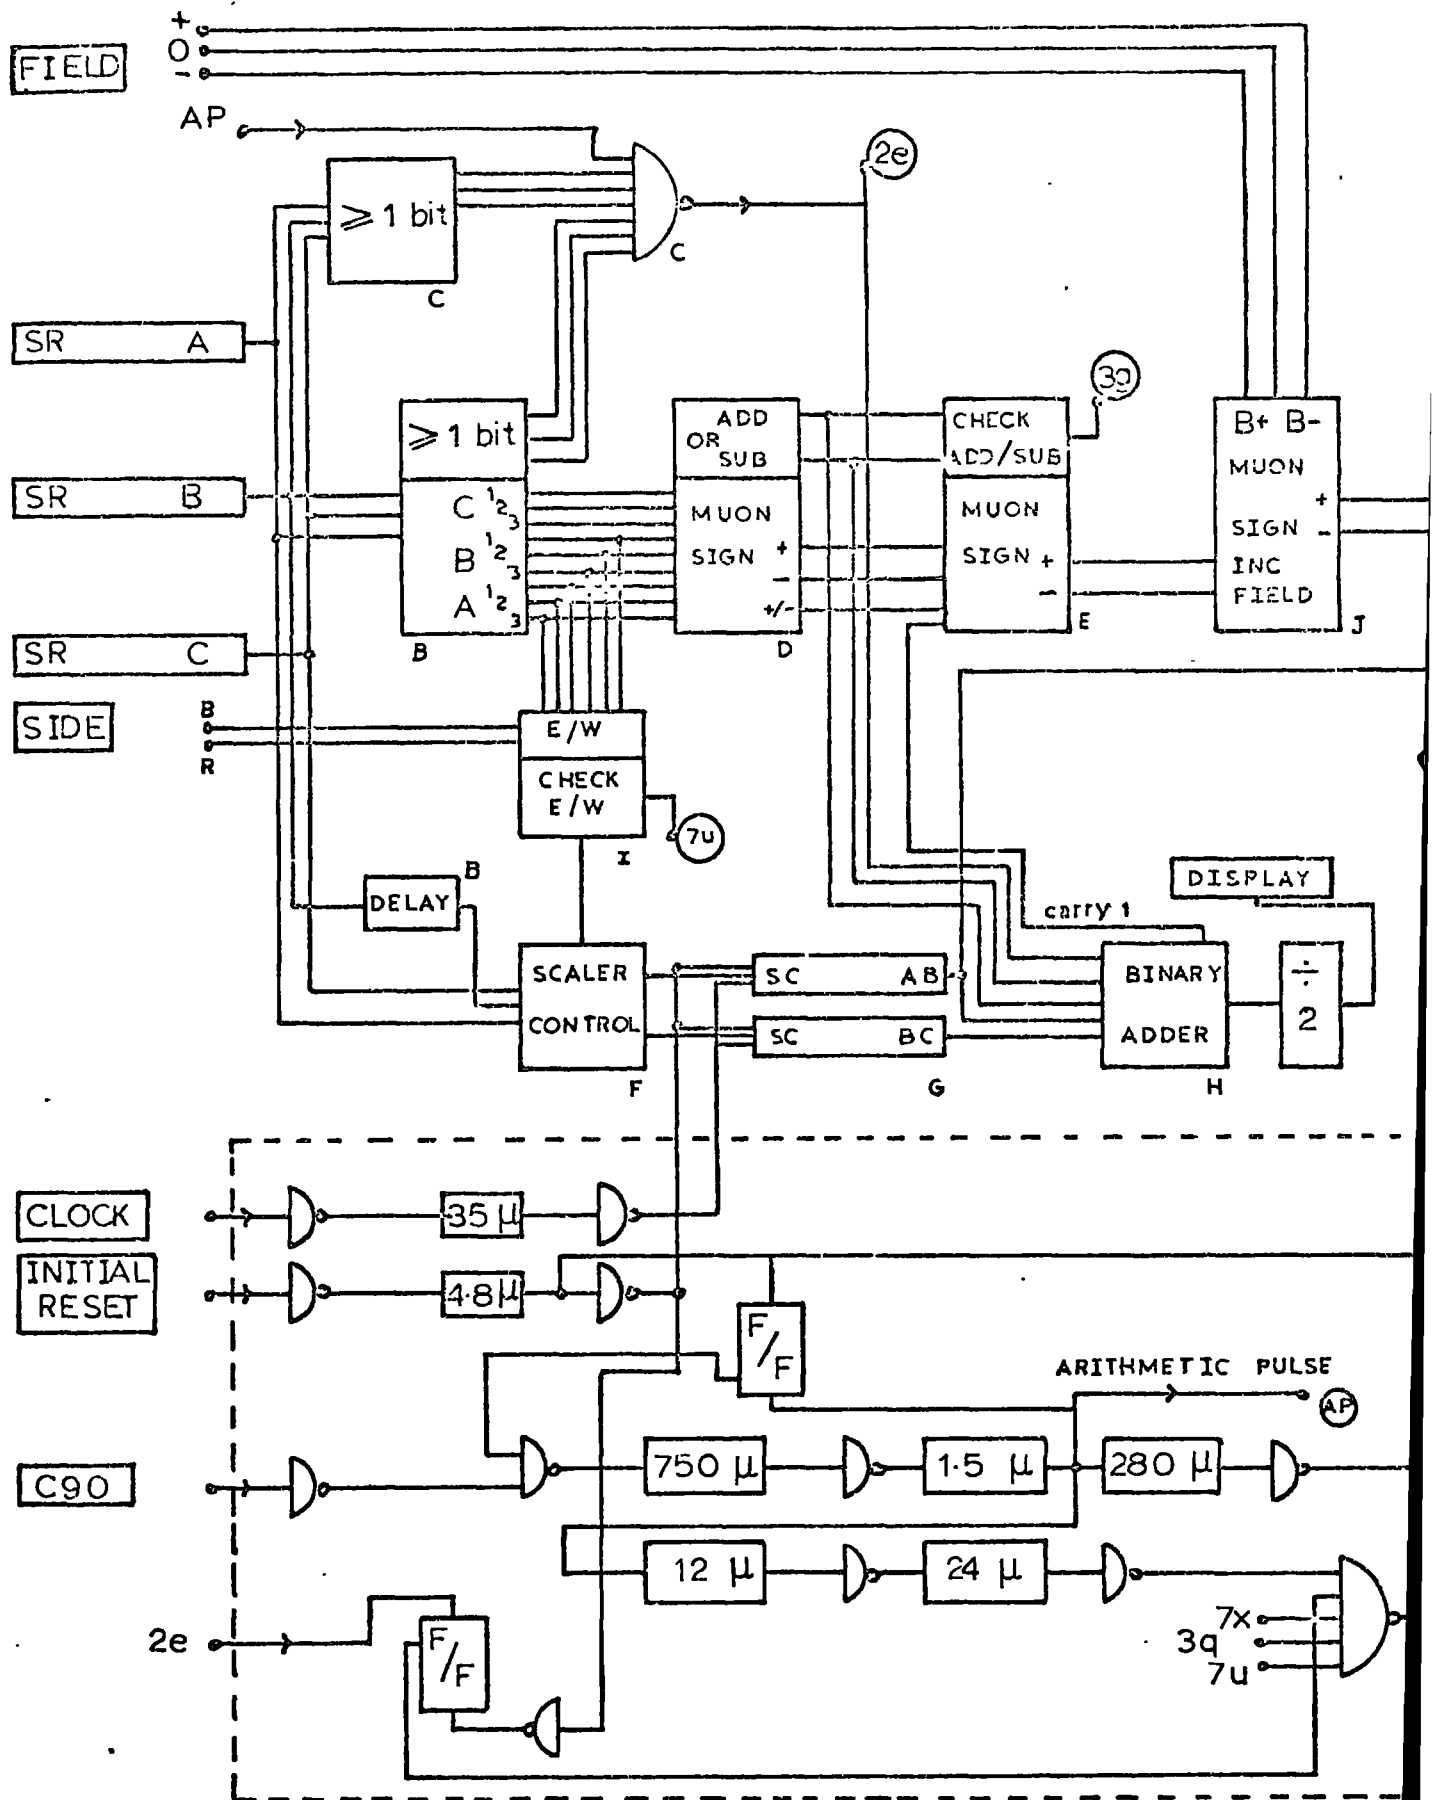 +
O
FIELD
-
AP
2e
≥ 1 bit
C
C
SR A
3q
≥ 1 bit
ADD
OR
SUB
CHECK
ADD/SUB
B+ B-
MUON
+
SIGN
-
INC
FIELD
J
SR B
C 1 2 3
B 1 2 3
A 1 2 3
B
MUON
SIGN +
-
+/-
D
MUON
SIGN +
-
E
SR C
SIDE
B
R
E/W
CHECK
E/W
I
7u
B
DELAY
DISPLAY
carry 1
SCALER
CONTROL
F
SC AB
SC BC
G
BINARY
ADDER
H
÷
2
CLOCK
35 μ
INITIAL
RESET
4·8 μ
F/F
ARITHMETIC PULSE
AP
C90
750 μ
1·5 μ
280 μ
12 μ
24 μ
7x
3q
7u
2e
F/F